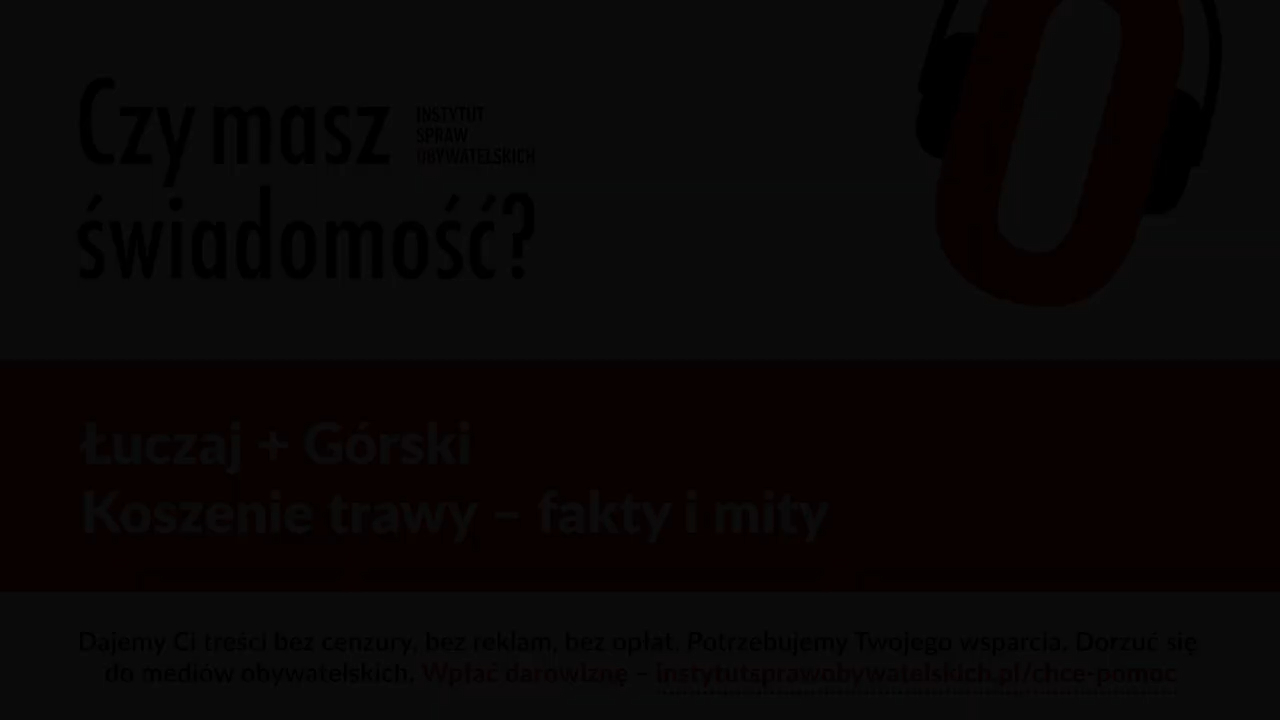 Czy masz
INSTYTUT
SPRAW
OBYWATELSKICH
świadomość?
Łuczaj + Górski
Koszenie trawy – fakty i mity
Dajemy Ci treści bez cenzury, bez reklam, bez opłat. Potrzebujemy Twojego wsparcia. Dorzuć się
do mediów obywatelskich. Wpłać darowiznę – instytutsprawobywatelskich.pl/chce-pomoc